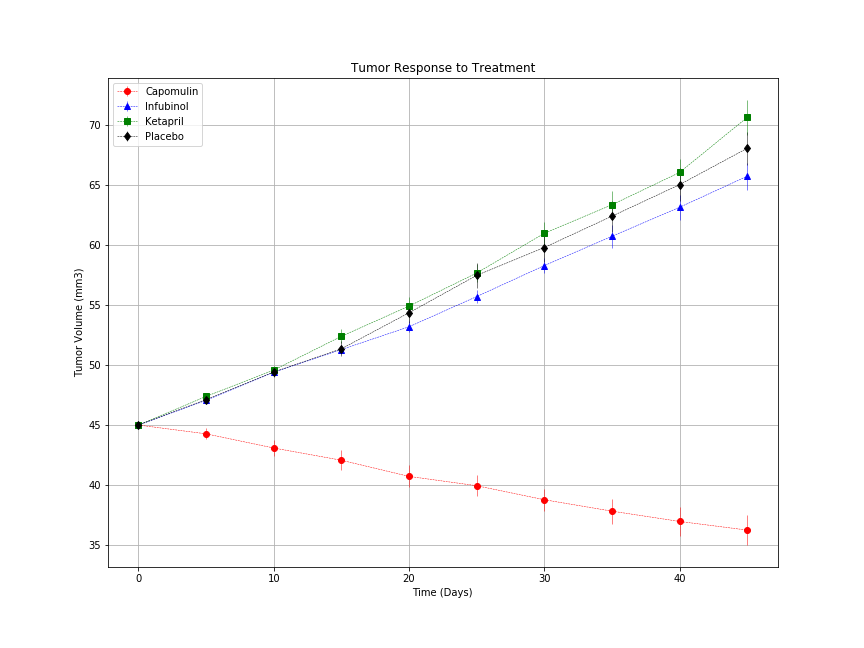 Tumor Response to Treatment
Capomulin
Infubinol
Ketapril
Placebo
Tumor Volume (mm3)
70
65
60
55
50
45
40
35
0 10 20 30 40
Time (Days)